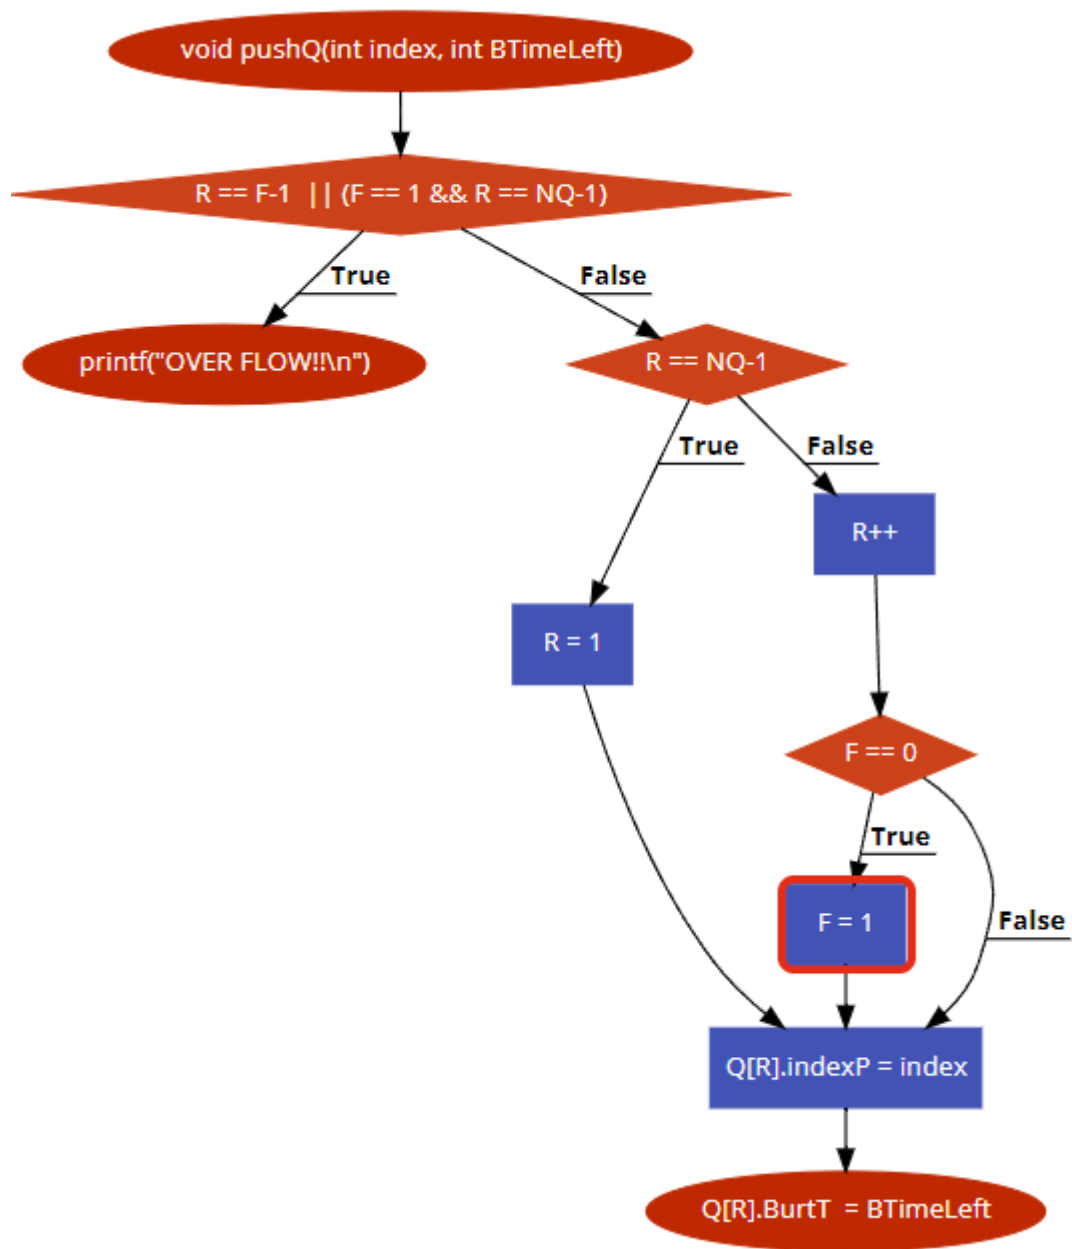 void pushQ(int index, int BTimeLeft)
R == F-1  || (F == 1 && R == NQ-1)
True
False
printf("OVER FLOW!!\n")
R == NQ-1
True
False
R++
R = 1
F == 0
True
F = 1
False
Q[R].indexP = index
Q[R].BurtT  = BTimeLeft